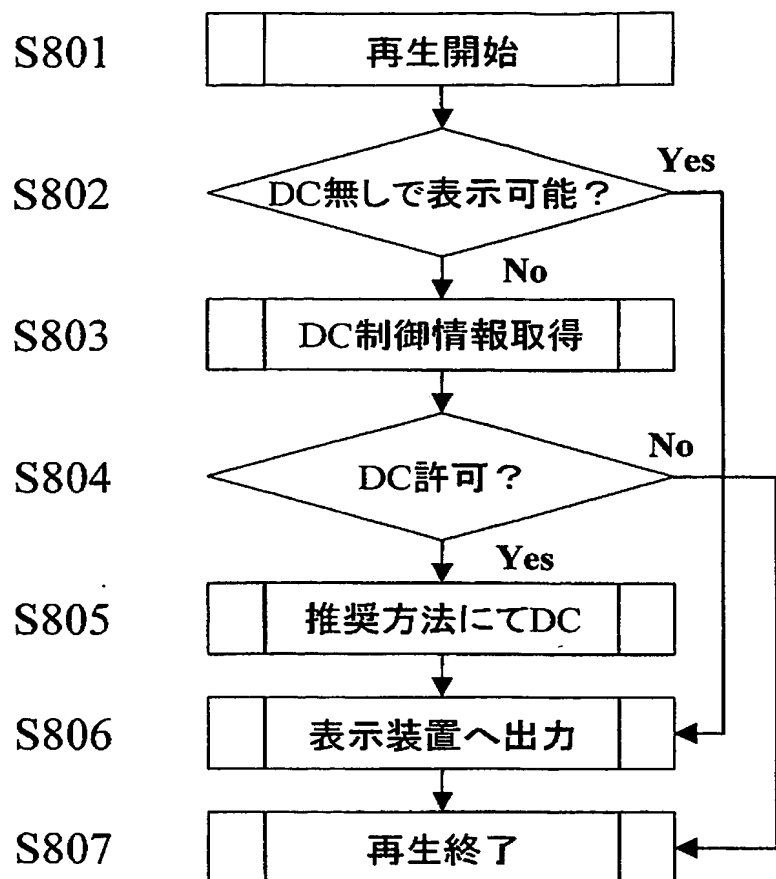 S801 再生開始
S802 DC無しで表示可能？ Yes
No
S803 DC制御情報取得
S804 DC許可？ No
Yes
S805 推奨方法にてDC
S806 表示装置へ出力
S807 再生終了